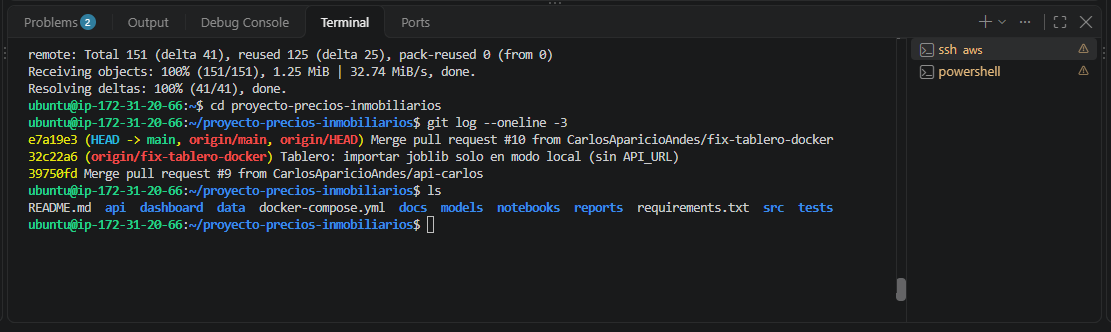 Problems 2 Output Debug Console Terminal Ports
remote: Total 151 (delta 41), reused 125 (delta 25), pack-reused 0 (from 0)
Receiving objects: 100% (151/151), 1.25 MiB | 32.74 MiB/s, done.
Resolving deltas: 100% (41/41), done.
ubuntu@ip-172-31-20-66:~$ cd proyecto-precios-inmobiliarios
ubuntu@ip-172-31-20-66:~/proyecto-precios-inmobiliarios$ git log --oneline -3
e7a19e3 (HEAD -> main, origin/main, origin/HEAD) Merge pull request #10 from CarlosAparicioAndes/fix-tablero-docker
32c22a6 (origin/fix-tablero-docker) Tablero: importar joblib solo en modo local (sin API_URL)
39750fd Merge pull request #9 from CarlosAparicioAndes/api-carlos
ubuntu@ip-172-31-20-66:~/proyecto-precios-inmobiliarios$ ls
README.md api dashboard data docker-compose.yml docs models notebooks reports requirements.txt src tests
ubuntu@ip-172-31-20-66:~/proyecto-precios-inmobiliarios$
ssh aws
powershell